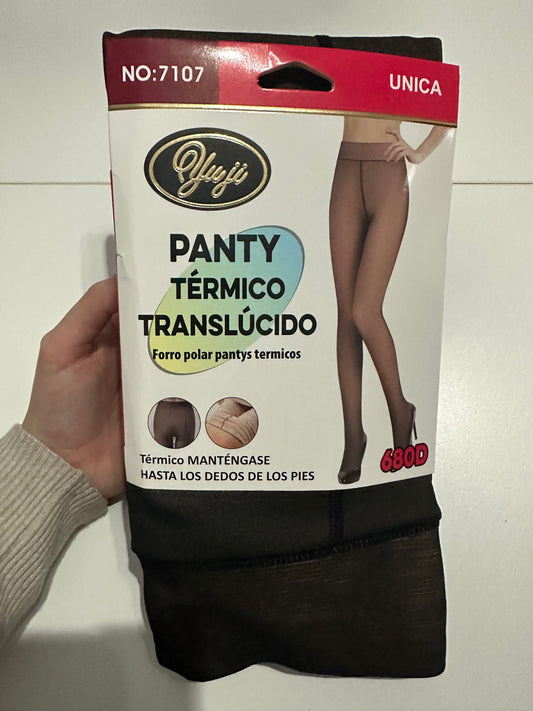 NO:7107
UNICA
Yuji
PANTY
TÉRMICO
TRANSLÚCIDO
Forro polar pantys termicos
Térmico MANTÉNGASE
HASTA LOS DEDOS DE LOS PIES
680D